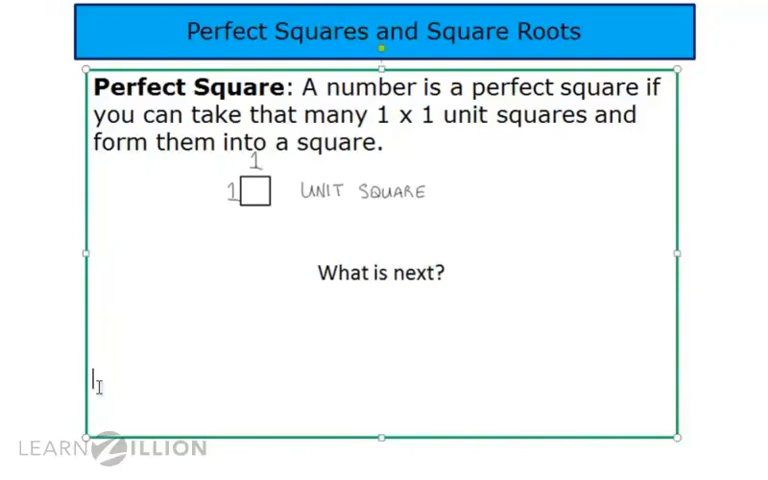 Perfect Squares and Square Roots
Perfect Square: A number is a perfect square if
you can take that many 1 x 1 unit squares and
form them into a square.
1
1 UNIT SQUARE
What is next?
LEARNZILLION